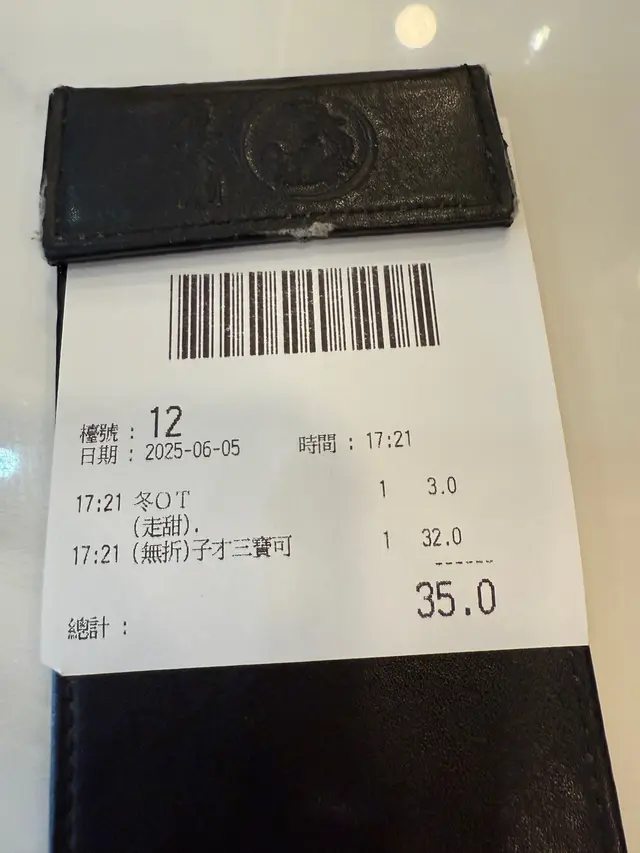 檯號 : 12
日期 : 2025-06-05 時間 : 17:21
17:21 冬OT 1 3.0
(走甜).
17:21 (無折)子才三寶可 1 32.0
------
35.0
總計 :